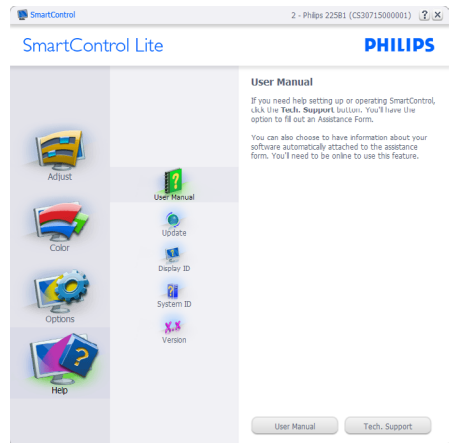 SmartControl
2 - Philips 225B1 (CS30715000001) ? X
SmartControl Lite
PHILIPS
Adjust
Color
Options
Help
User Manual
Update
Display ID
System ID
X.X
Version
User Manual
If you need help setting up or operating SmartControl,
click the Tech. Support button. You'll have the
option to fill out an Assistance Form.
You can also choose to have information about your
software automatically attached to the assistance
form. You'll need to be online to use this feature.
User Manual
Tech. Support